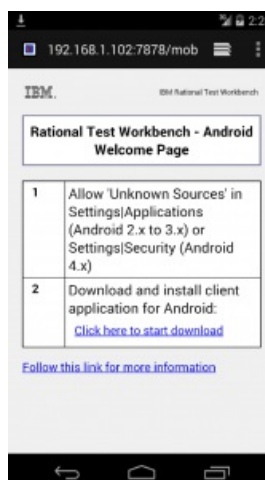 2:2
192.168.1.102:7878/mob
IBM.
IBM Rational Test Workbench
Rational Test Workbench - Android
Welcome Page
1
Allow 'Unknown Sources' in
Settings|Applications
(Android 2.x to 3.x) or
Settings|Security (Android
4.x)
2
Download and install client
application for Android:
Click here to start download
Follow this link for more information